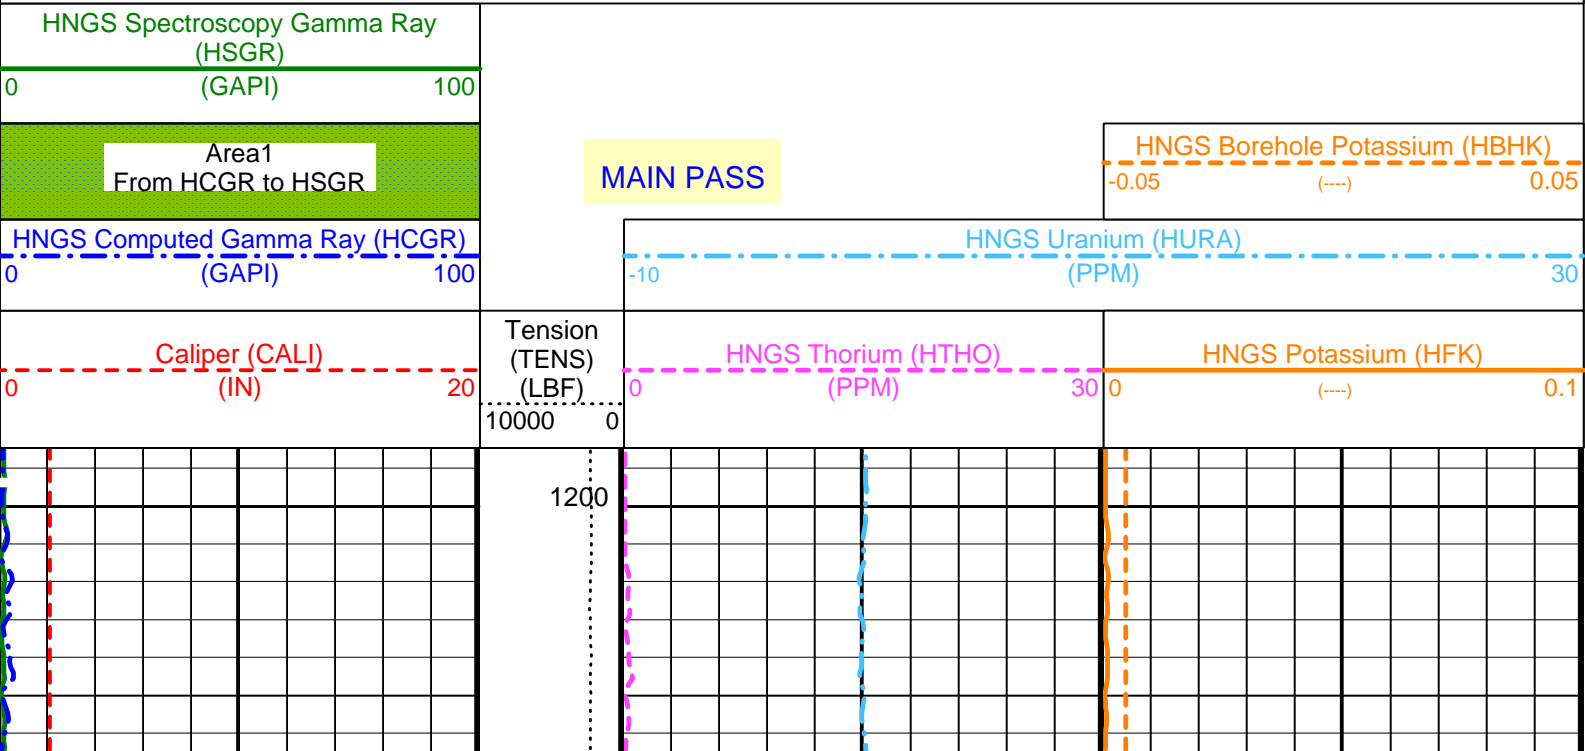 HNGS Spectroscopy Gamma Ray
(HSGR)
0 (GAPI) 100
Area1
From HCGR to HSGR
MAIN PASS
HNGS Borehole Potassium (HBHK)
-0.05 (----) 0.05
HNGS Computed Gamma Ray (HCGR)
0 (GAPI) 100
HNGS Uranium (HURA)
-10 (PPM) 30
Caliper (CALI)
0 (IN) 20
Tension
(TENS)
(LBF)
10000 0
HNGS Thorium (HTHO)
0 (PPM) 30
HNGS Potassium (HFK)
0 (----) 0.1
1200